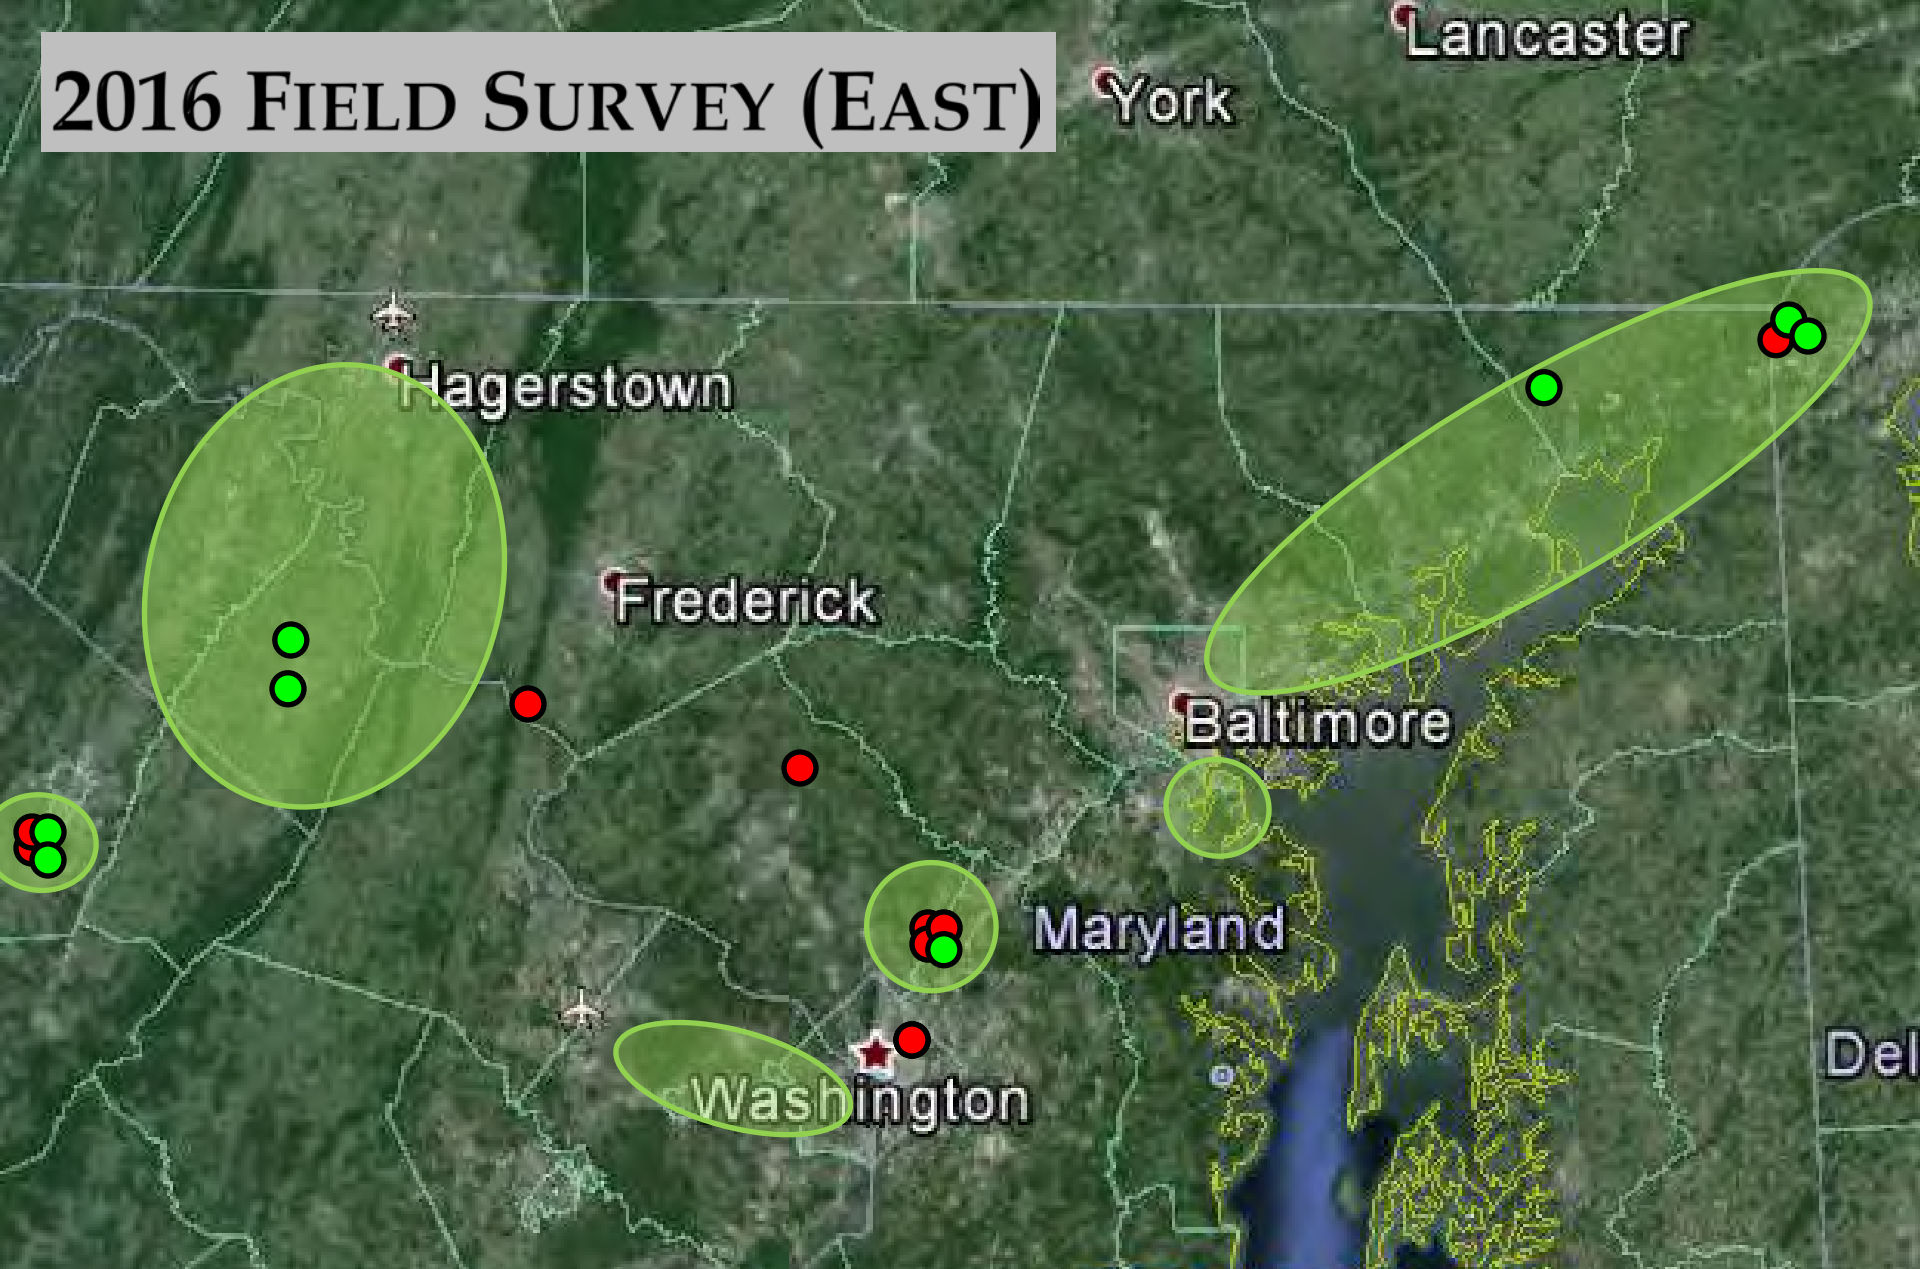 2016 FIELD SURVEY (EAST)
Lancaster
York
Hagerstown
Frederick
Baltimore
Maryland
Washington
Del